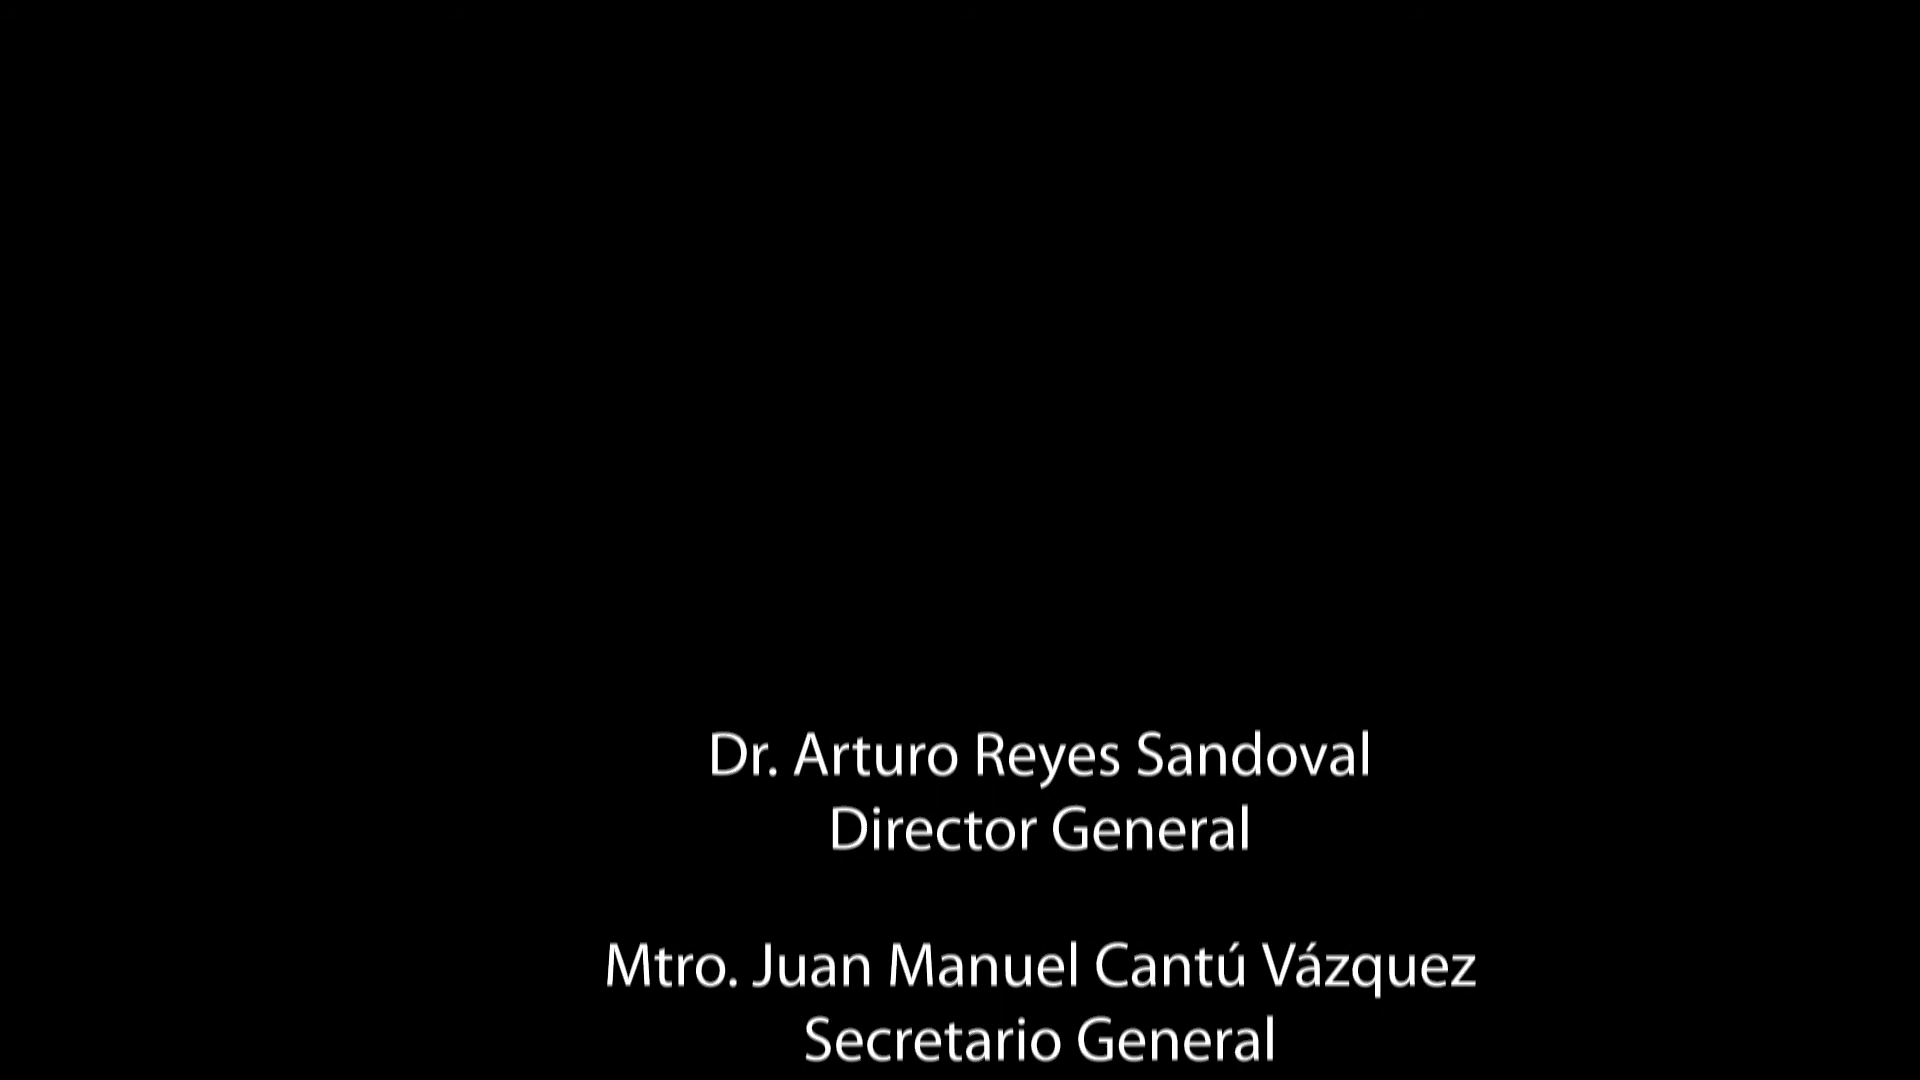 Dr. Arturo Reyes Sandoval
Director General
Mtro. Juan Manuel Cantú Vázquez
Secretario General